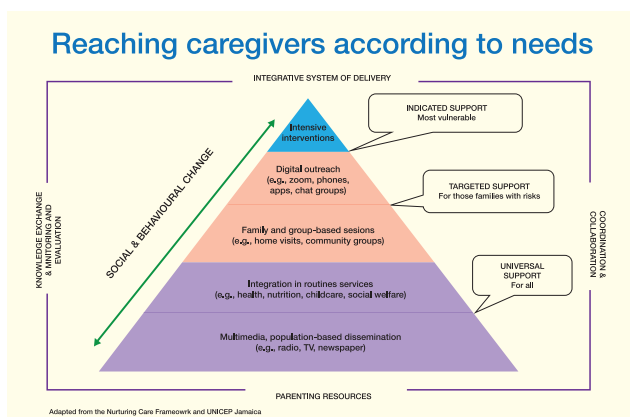 Reaching caregivers according to needs
INTEGRATIVE SYSTEM OF DELIVERY
INDICATED SUPPORT
Most vulnerable
Intensive
interventions
Digital outreach
(e.g., zoom, phones,
apps, chat groups)
TARGETED SUPPORT
For those families with risks
Family and group-based sesions
(e.g., home visits, community groups)
UNIVERSAL
SUPPORT
For all
Integration in routines services
(e.g., health, nutrition, childcare, social welfare)
Multimedia, population-based dissemination
(e.g., radio, TV, newspaper)
SOCIAL & BEHAVIOURAL CHANGE
KNOWLEDGE EXCHANGE
& MNITORING AND
EVALUATION
COORDINATION &
COLLABORATION
PARENTING RESOURCES
Adapted from the Nurturing Care Frameowrk and UNICEP Jamaica